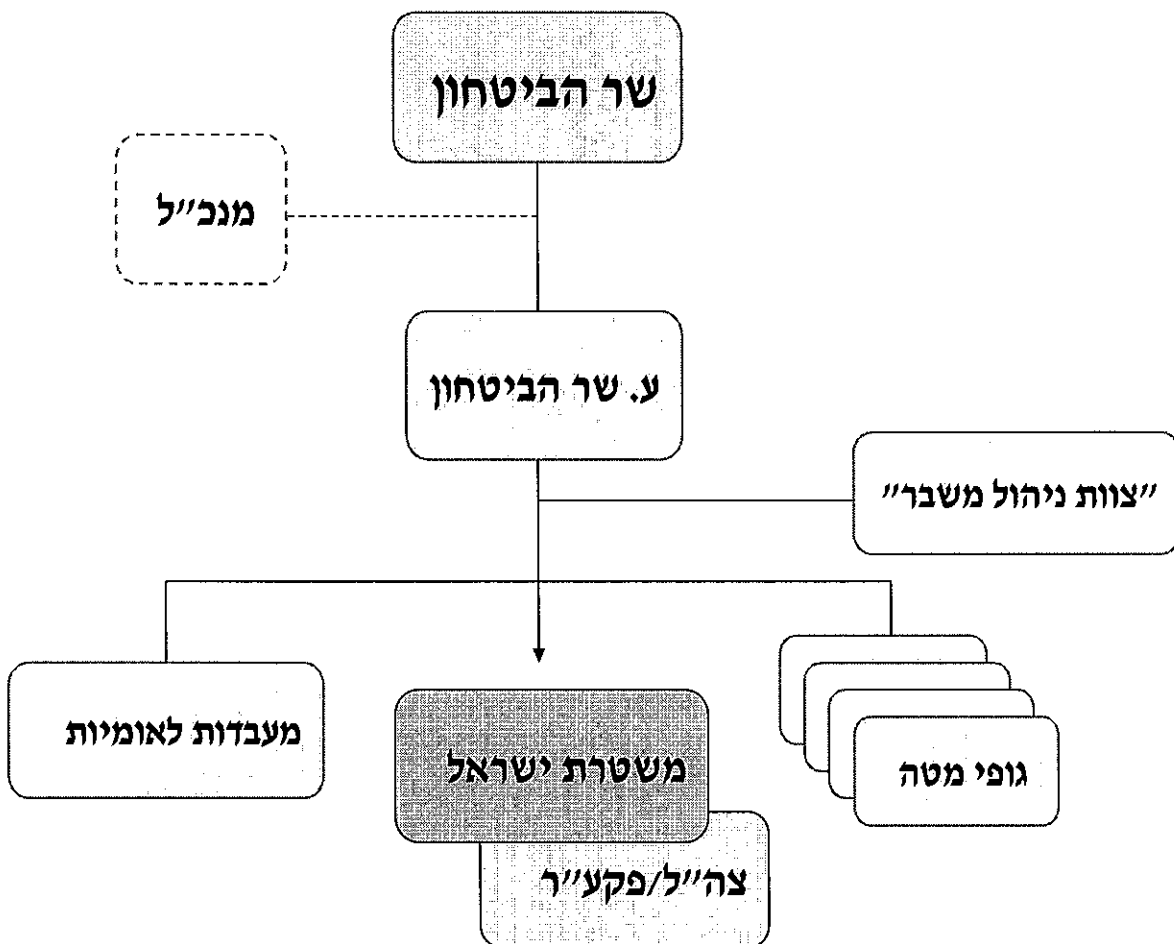 שר הביטחון
מנכ״ל
ע. שר הביטחון
״צוות ניהול משבר״
מעבדות לאומיות
משטרת ישראל
גופי מטה
צה״ל/פקע״ר